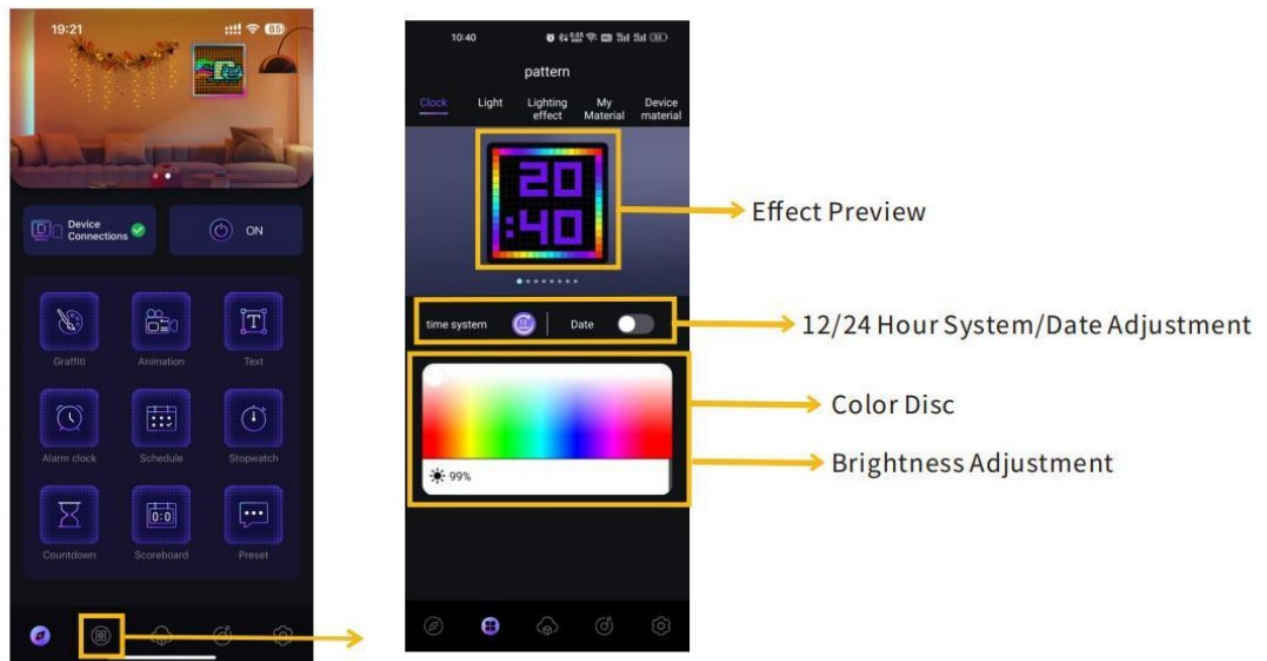 19:21
85
Device
Connections
ON
Graffiti
Animation
Text
Alarm clock
Schedule
Stopwatch
Countdown
Scoreboard
Preset
10:40
pattern
Clock
Light
Lighting
effect
My
Material
Device
material
20
:40
Effect Preview
time system
Date
12/24 Hour System/Date Adjustment
Color Disc
99%
Brightness Adjustment